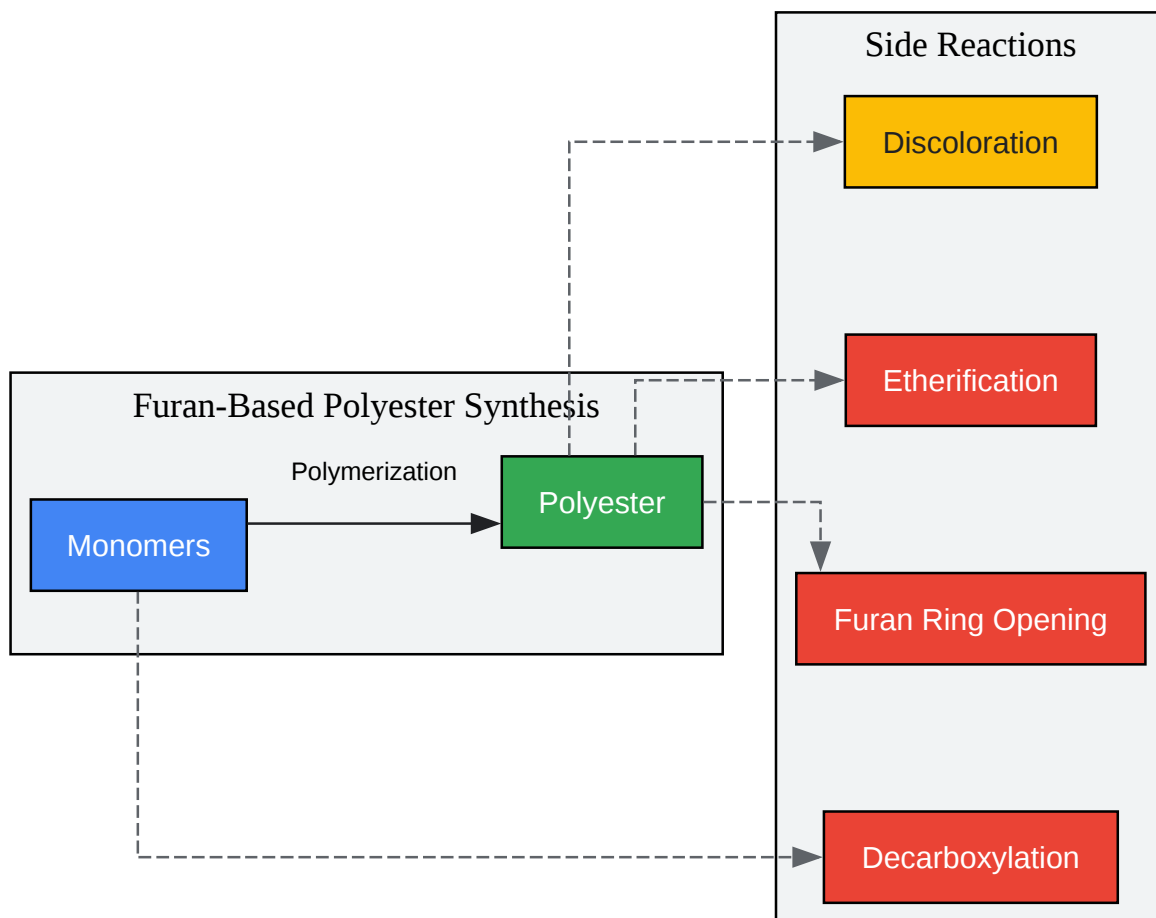 Side Reactions
Discoloration
Etherification
Furan-Based Polyester Synthesis
Polymerization
Polyester
Monomers
Furan Ring Opening
Decarboxylation